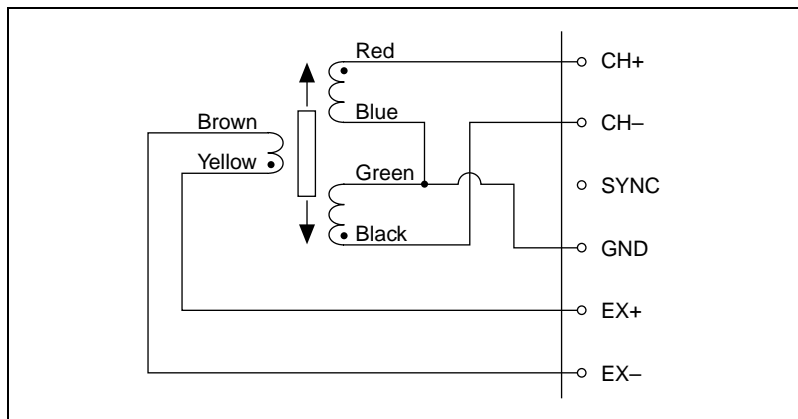 Red
CH+
Blue
CH–
Brown
Yellow
Green
SYNC
Black
GND
EX+
EX–